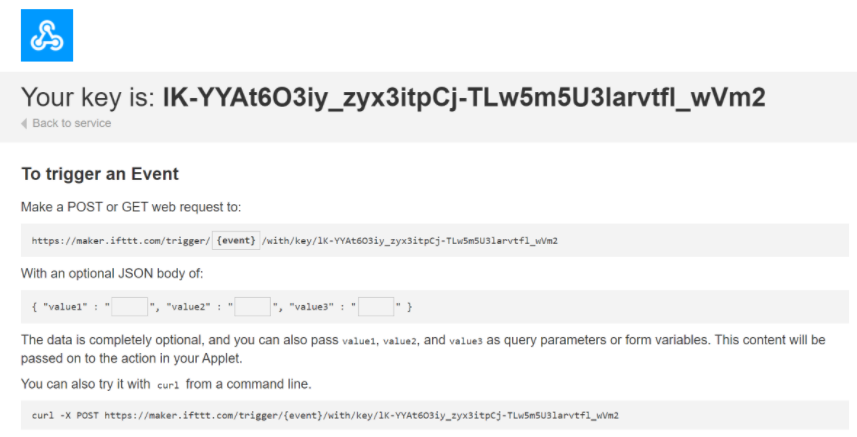 Your key is: lK-YYAt6O3iy_zyx3itpCj-TLw5m5U3larvtfl_wVm2
Back to service
To trigger an Event
Make a POST or GET web request to:
https://maker.ifttt.com/trigger/ {event} /with/key/lK-YYAt6O3iy_zyx3itpCj-TLw5m5U3larvtfl_wVm2
With an optional JSON body of:
{ "value1" : " ", "value2" : " ", "value3" : " " }
The data is completely optional, and you can also pass value1, value2, and value3 as query parameters or form variables. This content will be
passed on to the action in your Applet.
You can also try it with curl from a command line.
curl -X POST https://maker.ifttt.com/trigger/{event}/with/key/lK-YYAt6O3iy_zyx3itpCj-TLw5m5U3larvtfl_wVm2